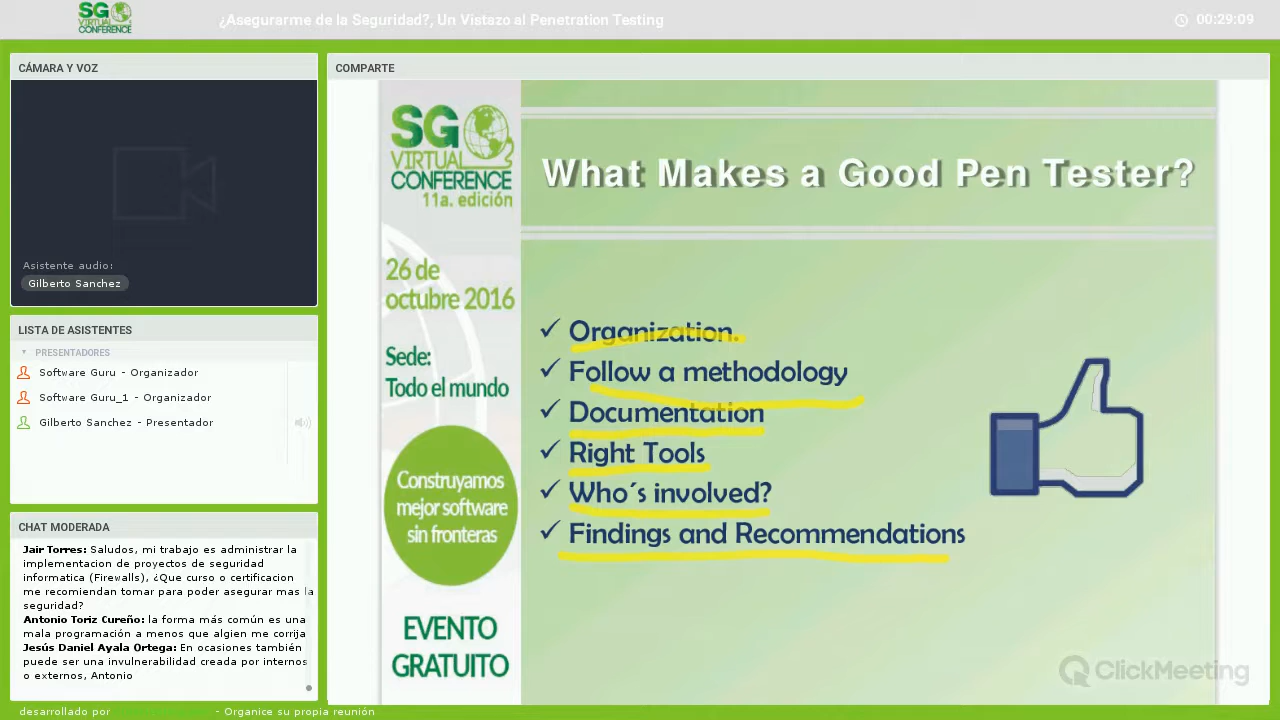 SG
VIRTUAL
CONFERENCE
¿Asegurarme de la Seguridad?, Un Vistazo al Penetration Testing
00:29:09
CÁMARA Y VOZ
Asistente audio:
Gilberto Sanchez
LISTA DE ASISTENTES
PRESENTADORES
Software Guru - Organizador
Software Guru_1 - Organizador
Gilberto Sanchez - Presentador
CHAT MODERADA
Jair Torres: Saludos, mi trabajo es administrar la
implementacion de proyectos de seguridad
informatica (Firewalls), ¿Que curso o certificacion
me recomiendan tomar para poder asegurar mas la
seguridad?
Antonio Toriz Cureño: la forma más común es una
mala programación a menos que algien me corrija
Jesús Daniel Ayala Ortega: En ocasiones también
puede ser una invulnerabilidad creada por internos
o externos, Antonio
desarrollado por
- Organice su propia reunión
COMPARTE
SG
VIRTUAL
CONFERENCE
11a. edición
26 de
octubre 2016
Sede:
Todo el mundo
Construyamos
mejor software
sin fronteras
EVENTO
GRATUITO
What Makes a Good Pen Tester?
✓ Organization.
✓ Follow a methodology
✓ Documentation
✓ Right Tools
✓ Who´s involved?
✓ Findings and Recommendations
ClickMeeting